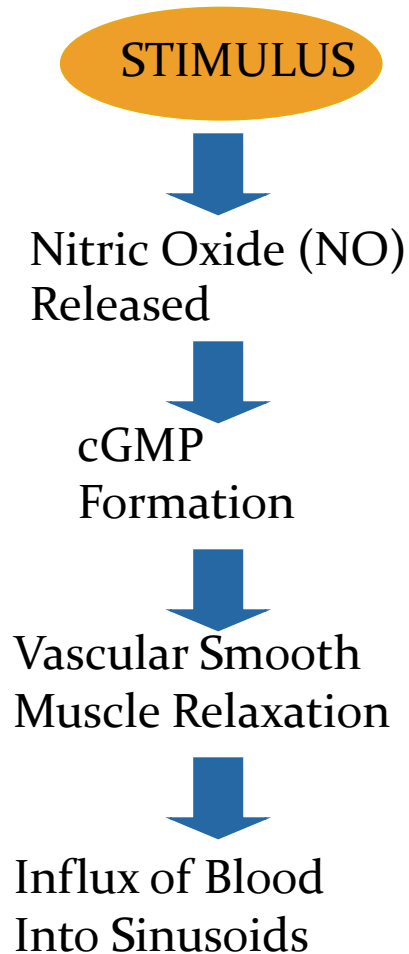 STIMULUS
Nitric Oxide (NO)
Released
cGMP
Formation
Vascular Smooth
Muscle Relaxation
Influx of Blood
Into Sinusoids